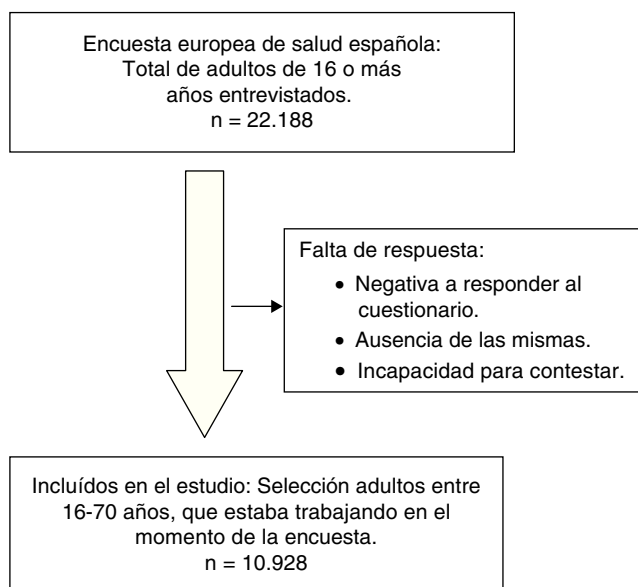 Encuesta europea de salud española:
Total de adultos de 16 o más
años entrevistados.
n = 22.188
Falta de respuesta:
• Negativa a responder al
cuestionario.
• Ausencia de las mismas.
• Incapacidad para contestar.
Incluídos en el estudio: Selección adultos entre
16-70 años, que estaba trabajando en el
momento de la encuesta.
n = 10.928